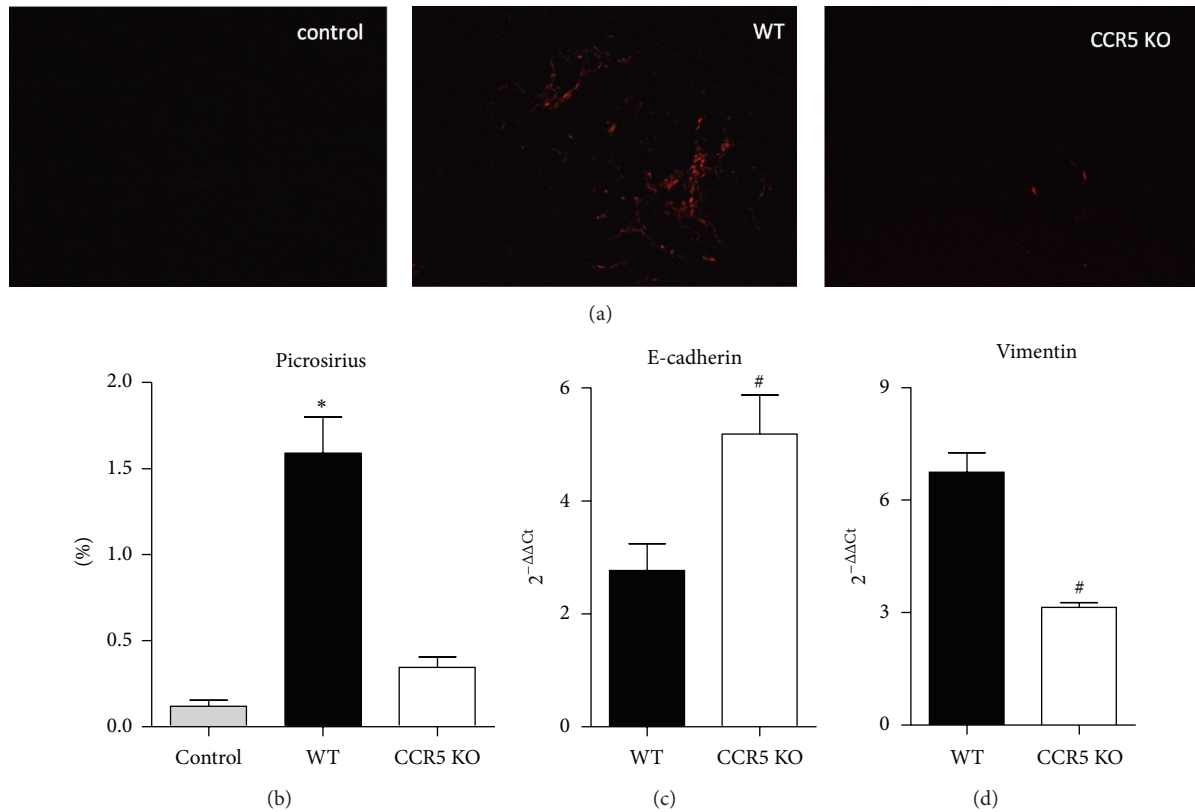 control
WT
CCR5 KO
(a)
Picrosirius
2.0
1.5
1.0
0.5
0.0
(%)
*
Control
WT
CCR5 KO
(b)
E-cadherin
6
4
2
0
2^−ΔΔCt
#
WT
CCR5 KO
(c)
Vimentin
9
6
3
0
2^−ΔΔCt
#
WT
CCR5 KO
(d)